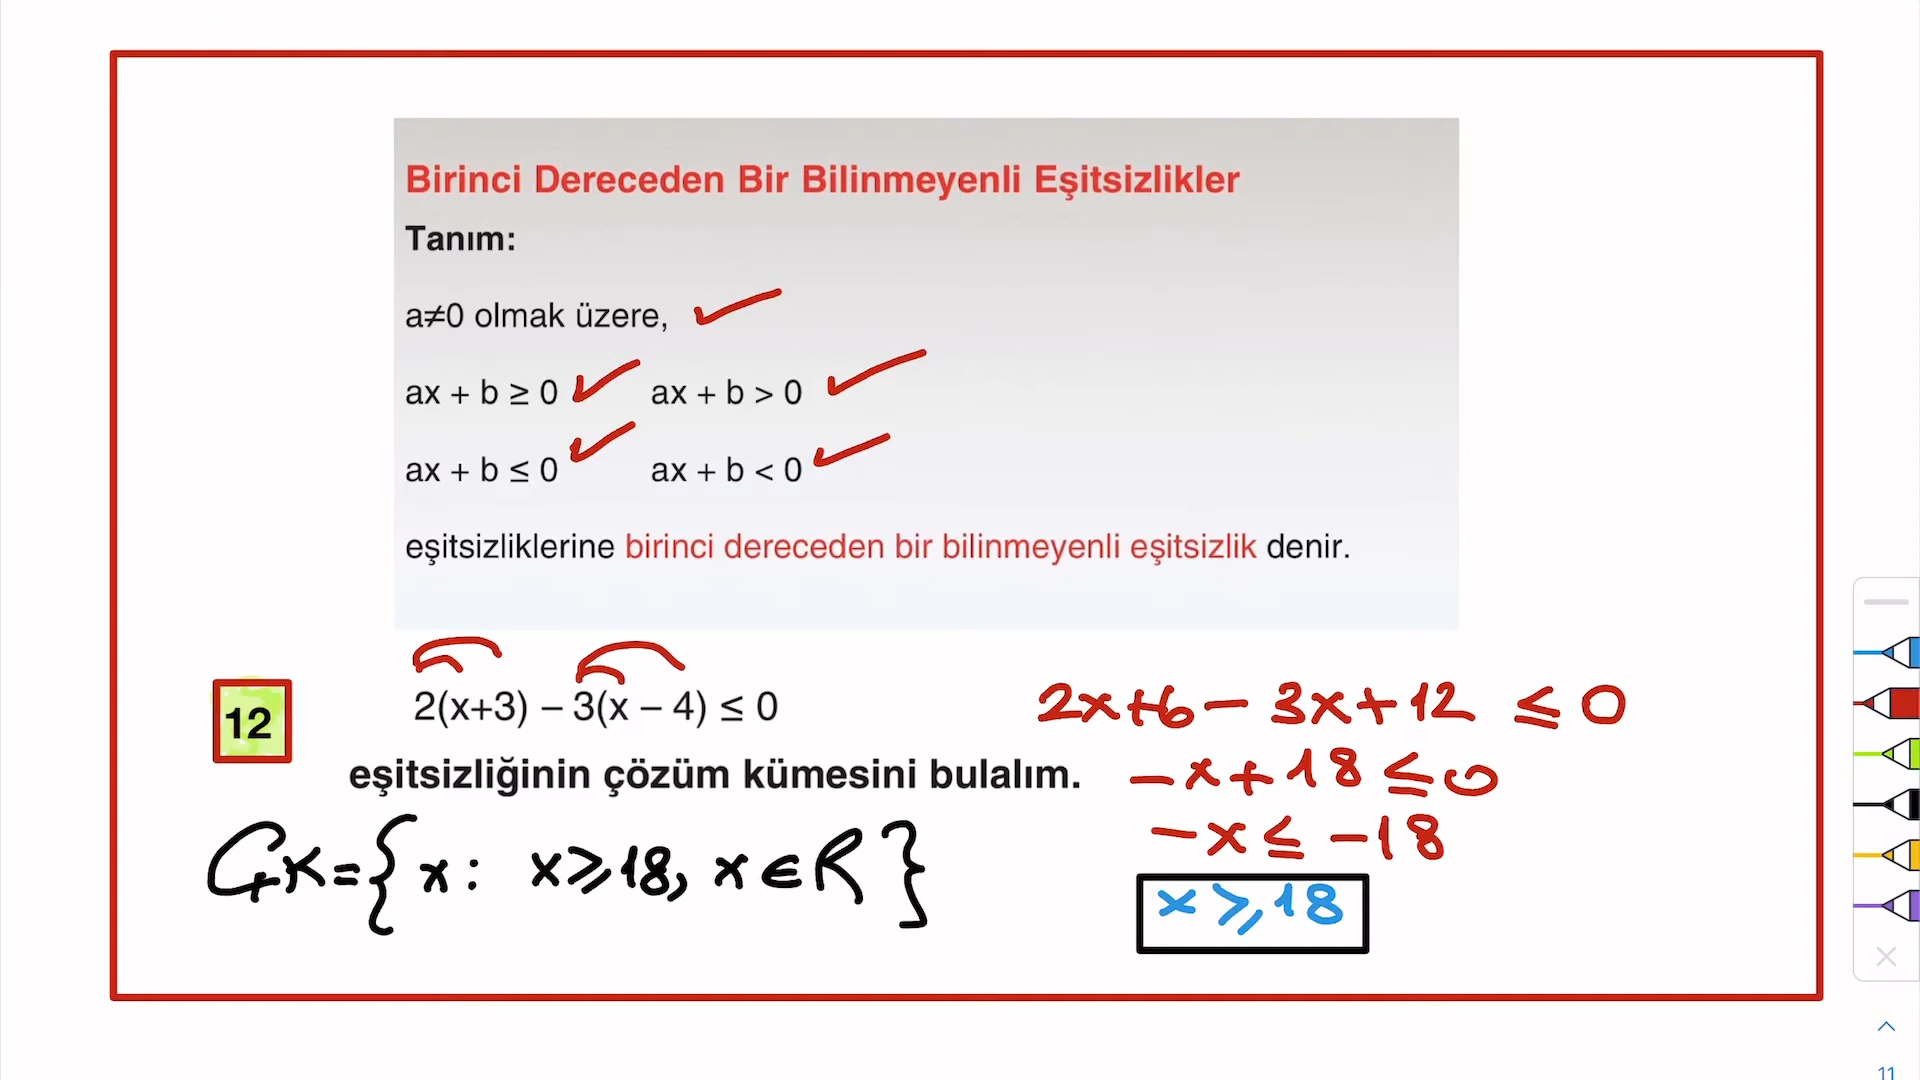 Birinci Dereceden Bir Bilinmeyenli Eşitsizlikler
Tanım:
a≠0 olmak üzere,
ax + b ≥ 0 ax + b > 0
ax + b ≤ 0 ax + b < 0
eşitsizliklerine birinci dereceden bir bilinmeyenli eşitsizlik denir.
12
2(x+3) – 3(x – 4) ≤ 0
eşitsizliğinin çözüm kümesini bulalım.
ÇK={x: x≥18, x∈R}
2x+6-3x+12 ≤0
-x+18≤0
-x≤-18
x≥18
11